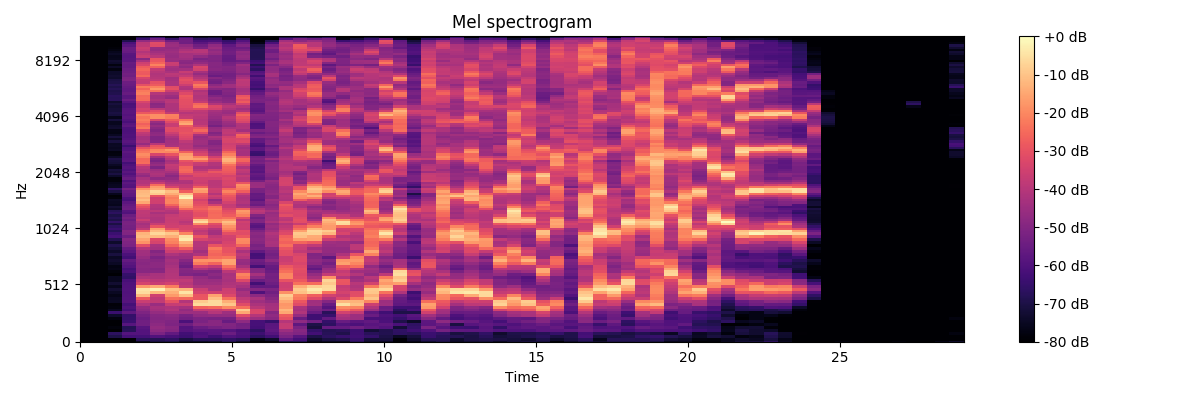 Mel spectrogram
8192
4096
2048
1024
512
0
Hz
0 5 10 15 20 25
Time
+0 dB
-10 dB
-20 dB
-30 dB
-40 dB
-50 dB
-60 dB
-70 dB
-80 dB